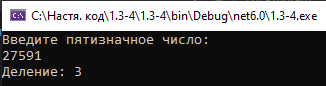 C:\Настя. код\1.3-4\1.3-4\bin\Debug\net6.0\1.3-4.exe
Введите пятизначное число:
27591
Деление: 3